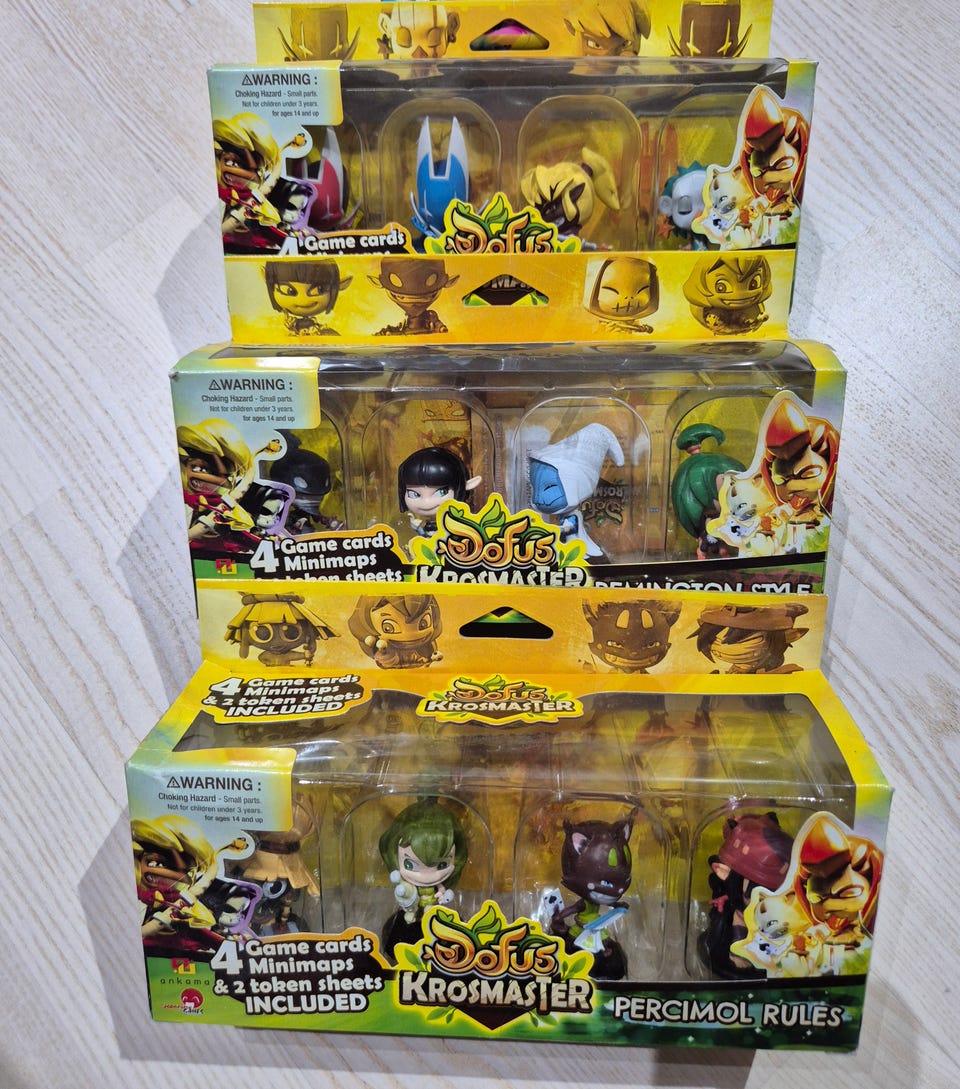 ⚠WARNING :
Choking Hazard - Small parts.
Not for children under 3 years.
for ages 14 and up
4 Game cards
Dofus
⚠WARNING :
Choking Hazard - Small parts.
Not for children under 3 years.
for ages 14 and up
4 Game cards
Minimaps
token sheets
Dofus
KROSMASTER
REMINGTON STYLE
4 Game cards
Minimaps
& 2 token sheets
INCLUDED
Dofus
KROSMASTER
⚠WARNING :
Choking Hazard - Small parts.
Not for children under 3 years.
for ages 14 and up
4 Game cards
Minimaps
& 2 token sheets
INCLUDED
ankama
Dofus
KROSMASTER
PERCIMOL RULES